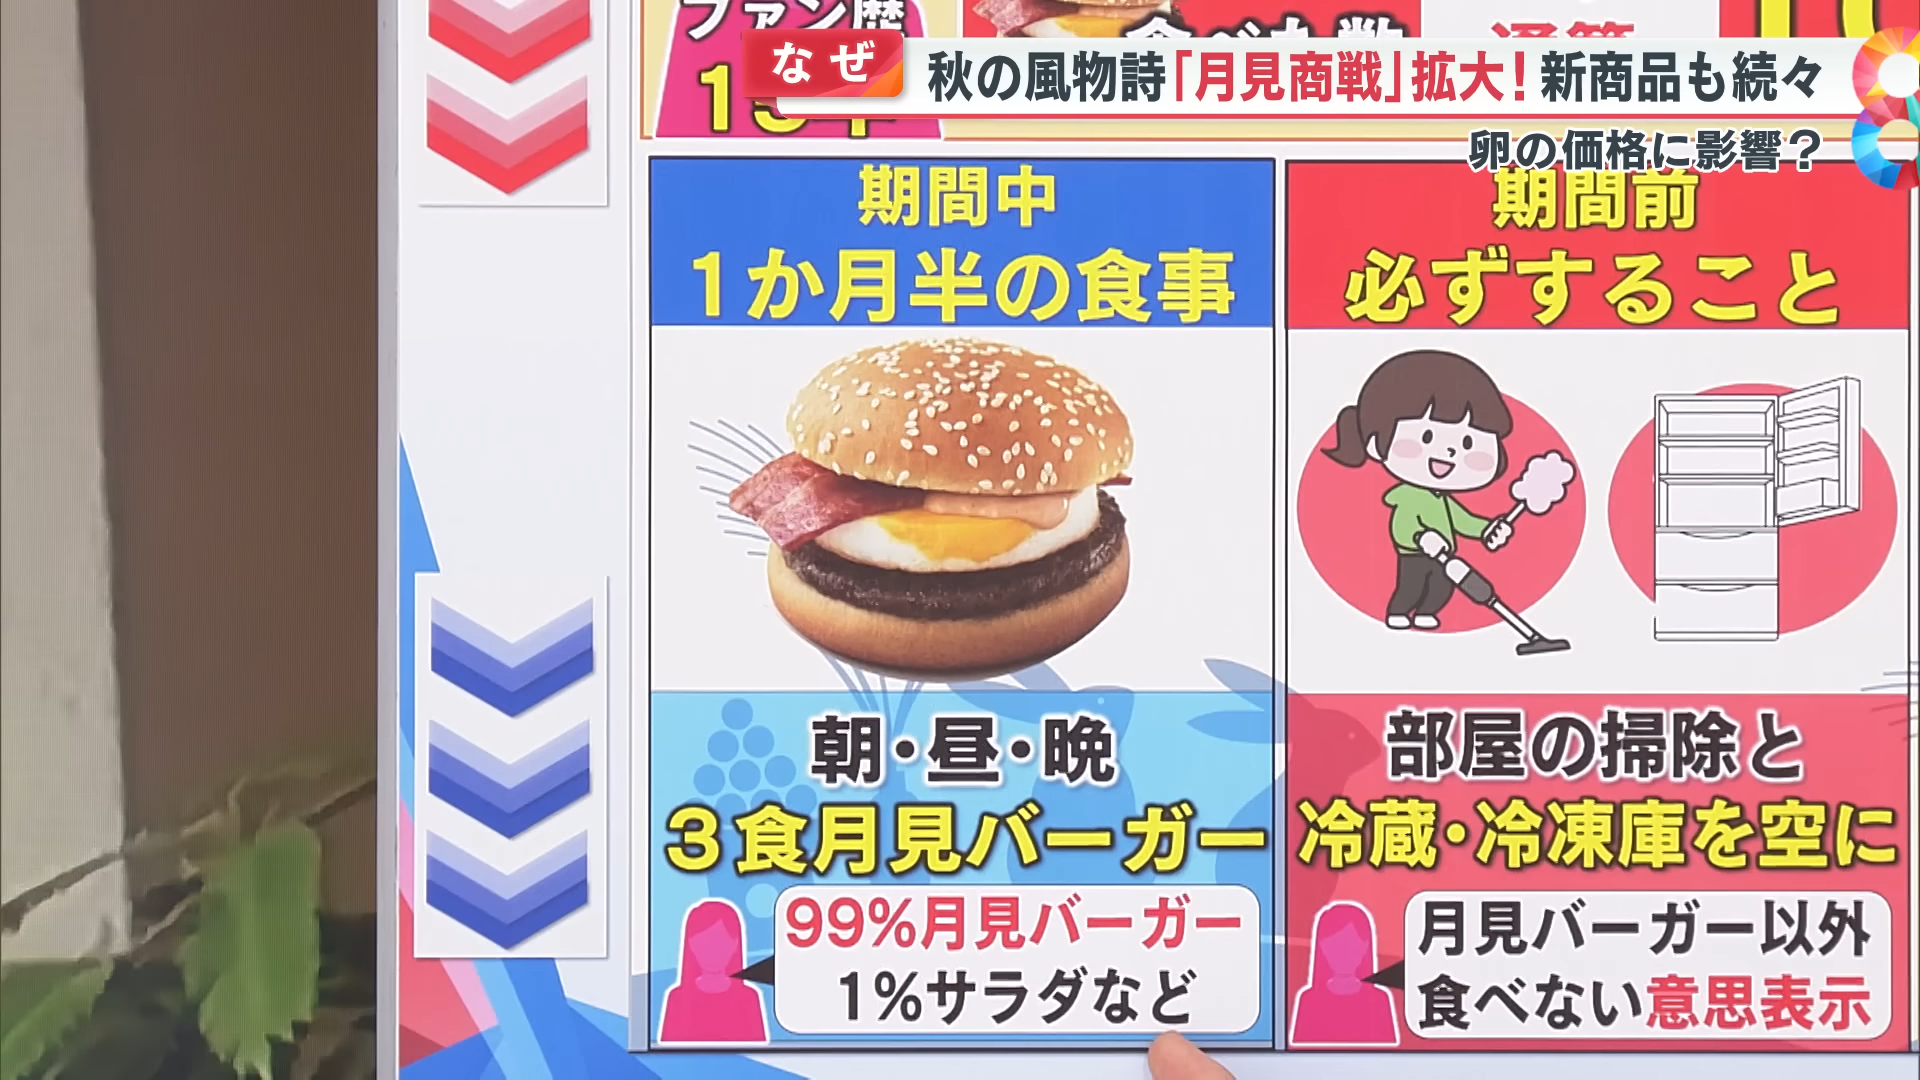 なぜ
秋の風物詩「月見商戦」拡大!新商品も続々
卵の価格に影響?
ファン歴
期間中
1か月半の食事
朝・昼・晩
3食月見バーガー
99%月見バーガー
1%サラダなど
期間前
必ずすること
部屋の掃除と
冷蔵・冷凍庫を空に
月見バーガー以外
食べない意思表示